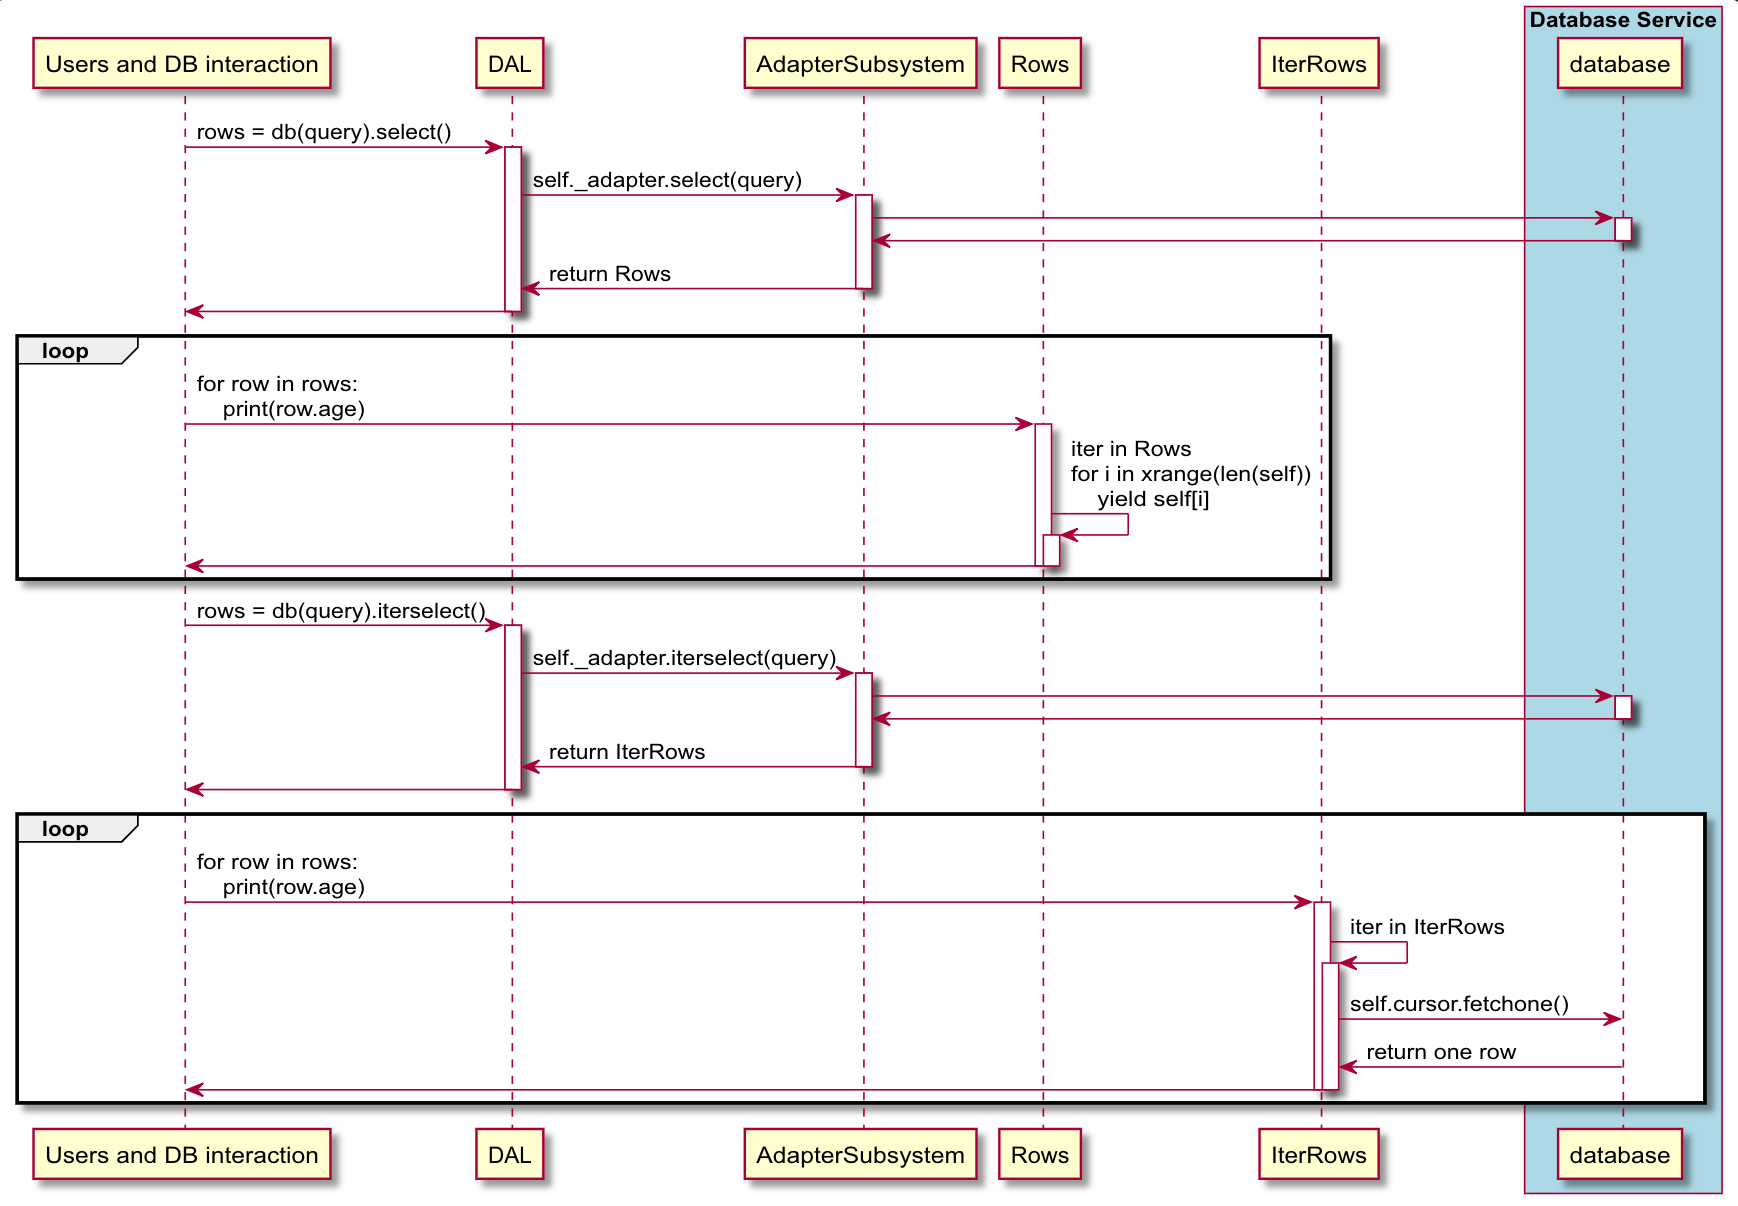 Database Service
Users and DB interaction
DAL
AdapterSubsystem
Rows
IterRows
database
rows = db(query).select()
self._adapter.select(query)
return Rows
loop
for row in rows:
print(row.age)
iter in Rows
for i in xrange(len(self))
yield self[i]
rows = db(query).iterselect()
self._adapter.iterselect(query)
return IterRows
loop
for row in rows:
print(row.age)
iter in IterRows
self.cursor.fetchone()
return one row
Users and DB interaction
DAL
AdapterSubsystem
Rows
IterRows
database